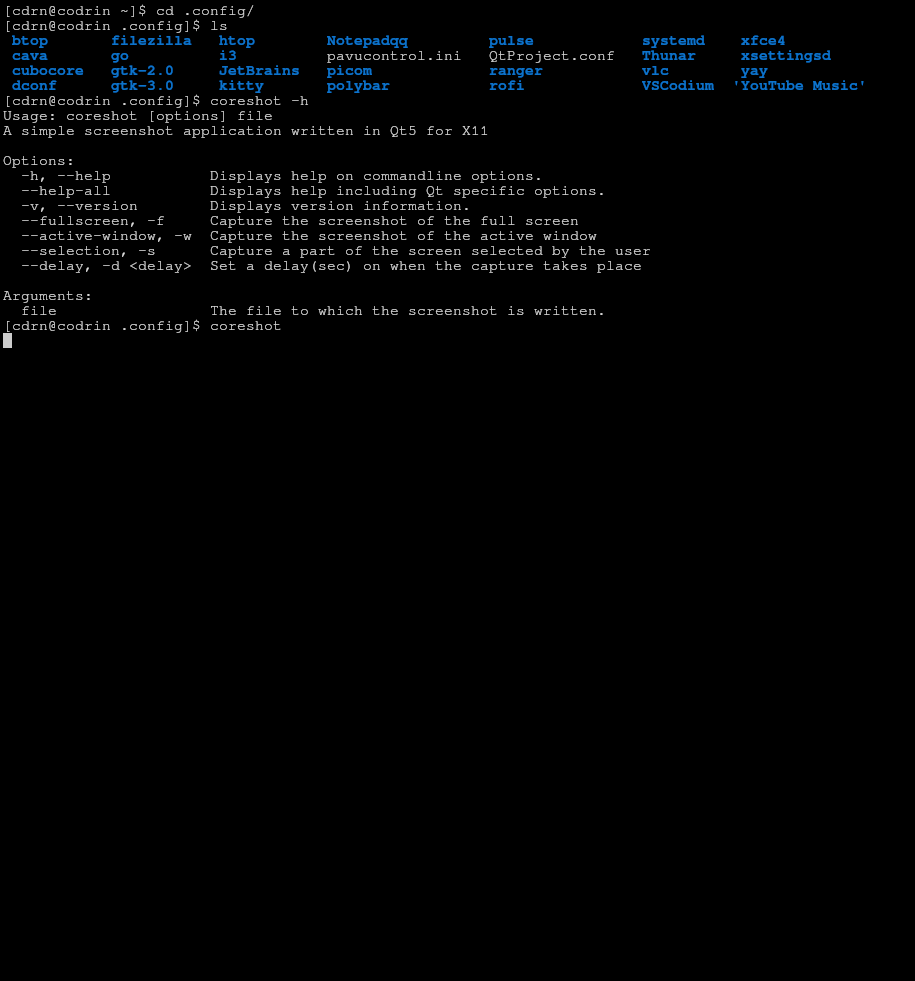 [cdrn@codrin ~]$ cd .config/
[cdrn@codrin .config]$ ls
 btop       filezilla   htop        Notepadqq         pulse            systemd    xfce4
 cava       go          i3          pavucontrol.ini   QtProject.conf   Thunar     xsettingsd
 cubocore   gtk-2.0     JetBrains   picom             ranger           vlc        yay
 dconf      gtk-3.0     kitty       polybar           rofi             VSCodium  'YouTube Music'
[cdrn@codrin .config]$ coreshot -h
Usage: coreshot [options] file
A simple screenshot application written in Qt5 for X11

Options:
  -h, --help           Displays help on commandline options.
  --help-all           Displays help including Qt specific options.
  -v, --version        Displays version information.
  --fullscreen, -f     Capture the screenshot of the full screen
  --active-window, -w  Capture the screenshot of the active window
  --selection, -s      Capture a part of the screen selected by the user
  --delay, -d <delay>  Set a delay(sec) on when the capture takes place

Arguments:
  file                 The file to which the screenshot is written.
[cdrn@codrin .config]$ coreshot